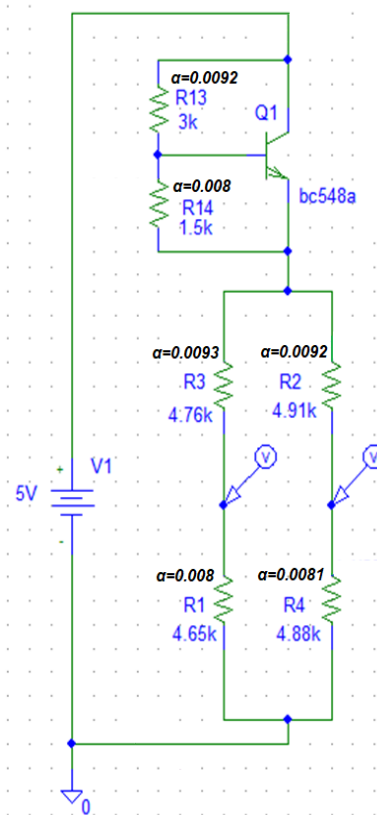 α=0.0092
R13
3k
Q1
bc548a
α=0.008
R14
1.5k
α=0.0093
R3
4.76k
α=0.0092
R2
4.91k
V
V
+
V1
5V
-
α=0.008
R1
4.65k
α=0.0081
R4
4.88k
0